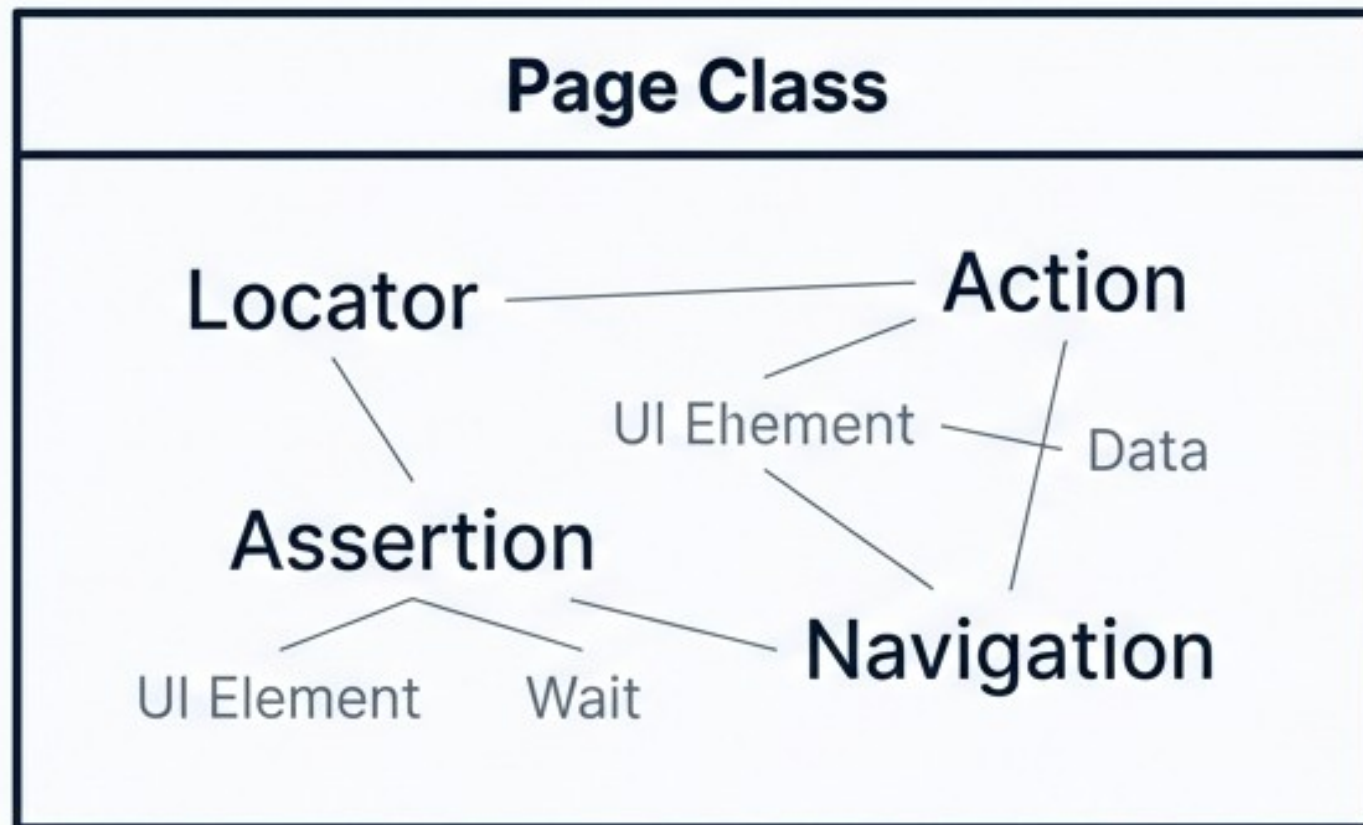 Page Class
Locator
Action
UI Ehement
Data
Assertion
Navigation
UI Element
Wait